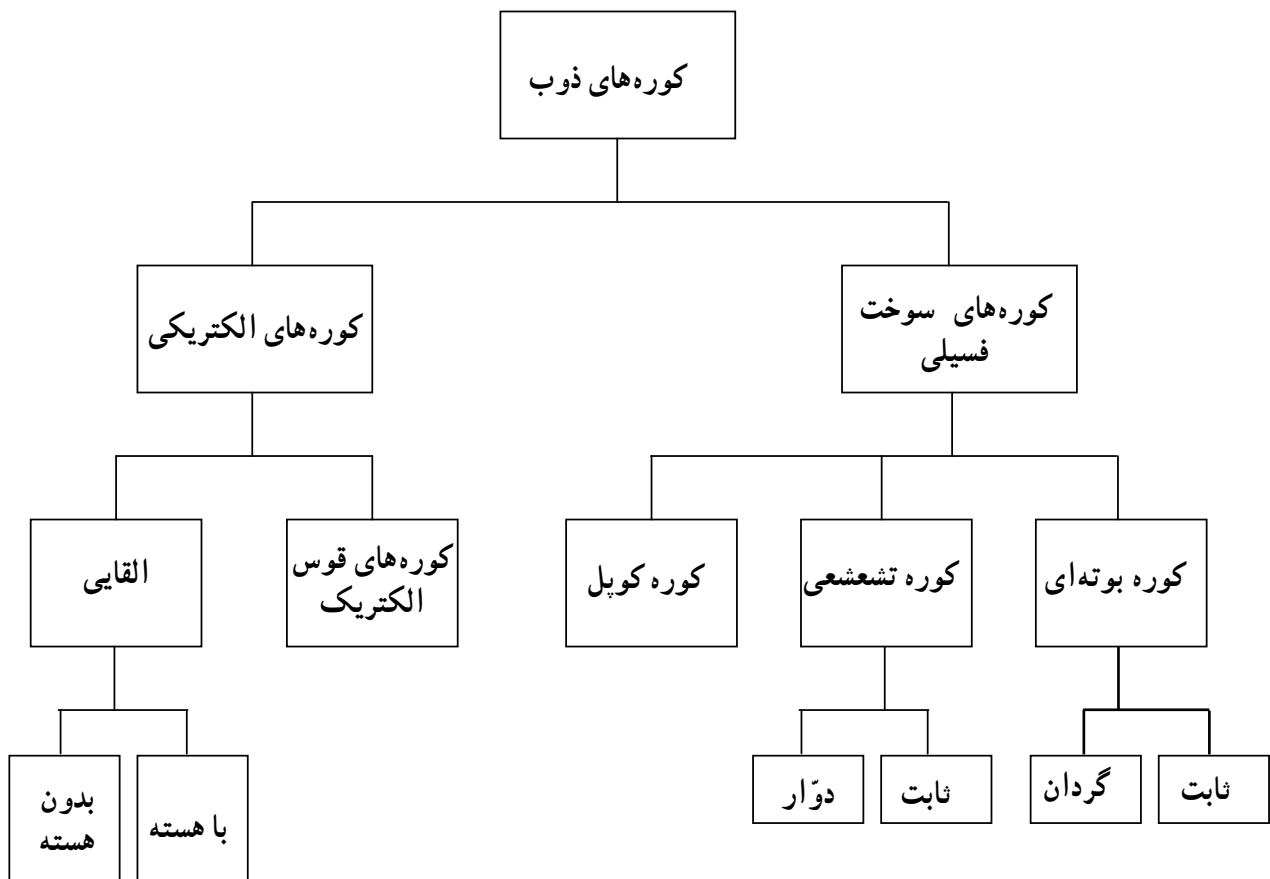 کوره‌های ذوب
کوره‌های سوخت
فسیلی
کوره‌های الکتریکی
کوره بوته‌ای
کوره تشعشعی
کوره کوپل
کوره‌های قوس
الکتریک
القایی
ثابت
گردان
ثابت
دوّار
با هسته
بدون
هسته